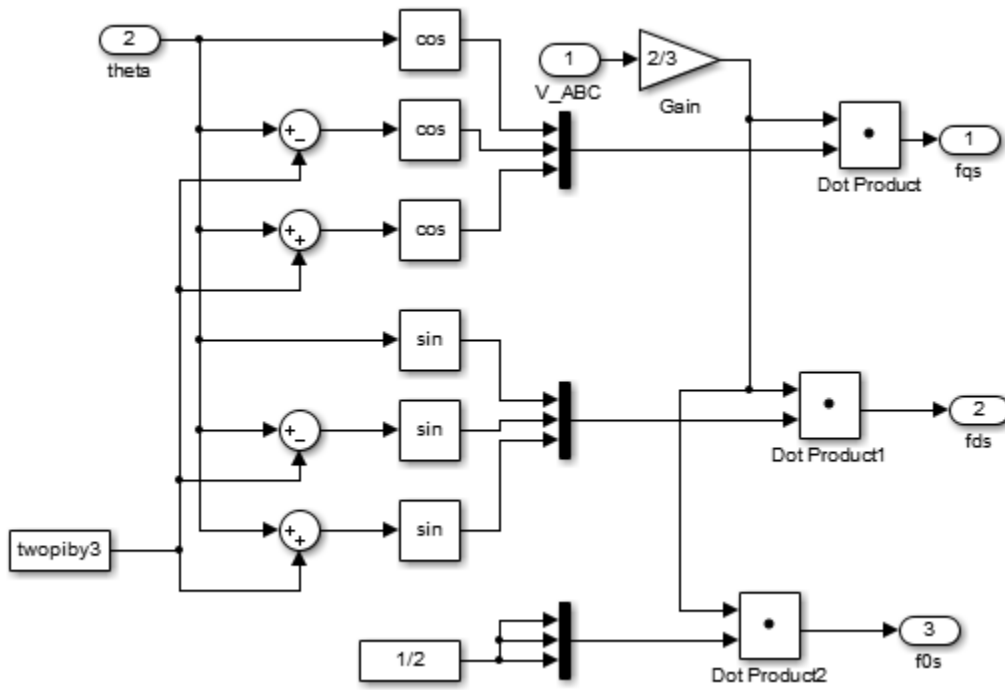 2
theta
cos
1
V_ABC
2/3
Gain
+
−
cos
Dot Product
1
fqs
+
+
cos
sin
+
−
sin
Dot Product1
2
fds
twopiby3
+
+
sin
1/2
Dot Product2
3
f0s